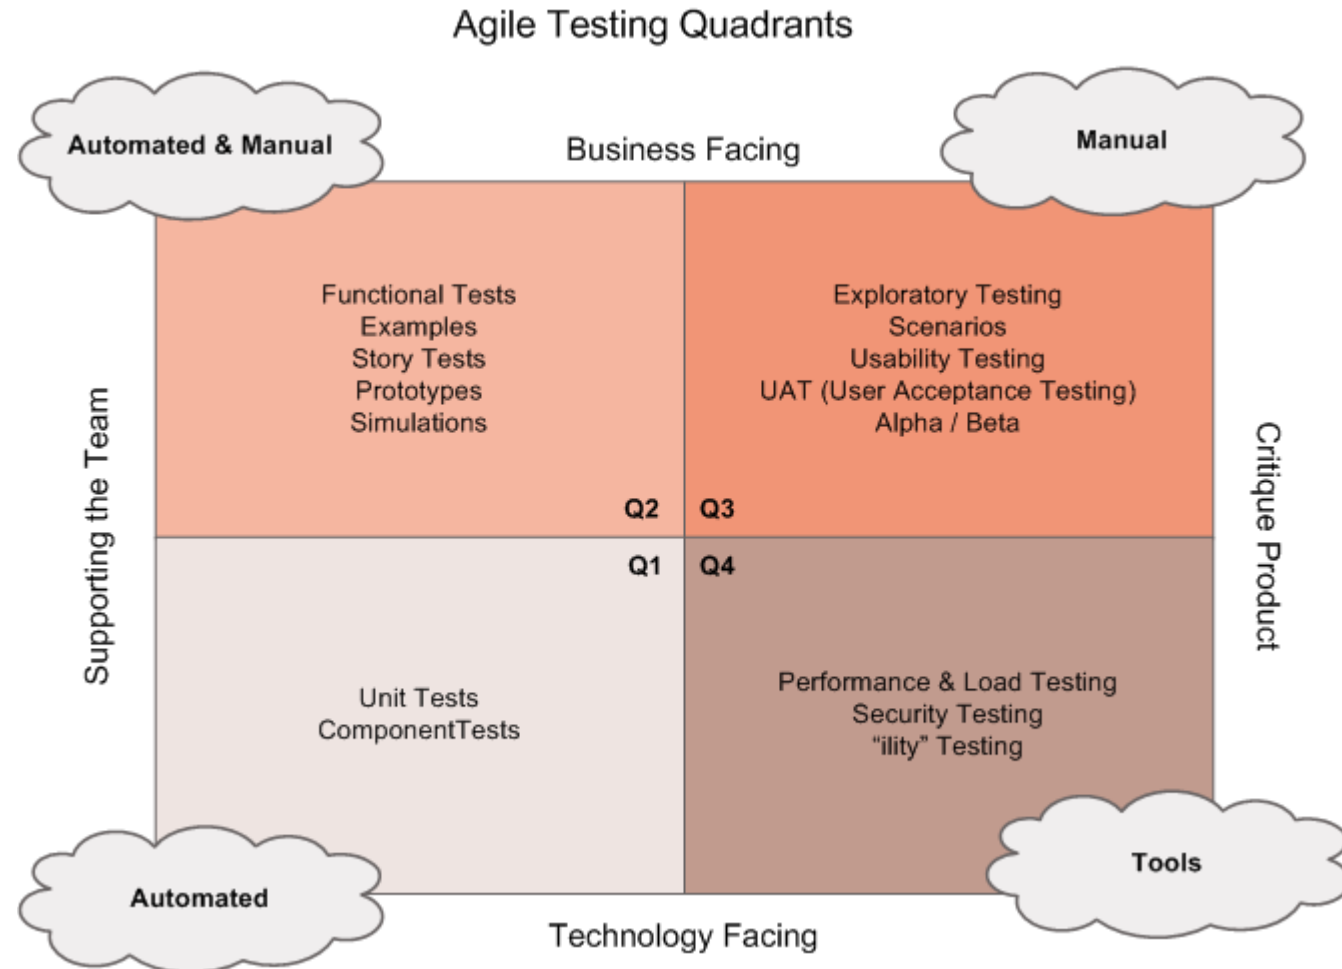 Agile Testing Quadrants
Automated & Manual
Business Facing
Manual
Functional Tests
Examples
Story Tests
Prototypes
Simulations
Exploratory Testing
Scenarios
Usability Testing
UAT (User Acceptance Testing)
Alpha / Beta
Supporting the Team
Critique Product
Q2
Q3
Q1
Q4
Unit Tests
ComponentTests
Performance & Load Testing
Security Testing
“ility” Testing
Automated
Tools
Technology Facing